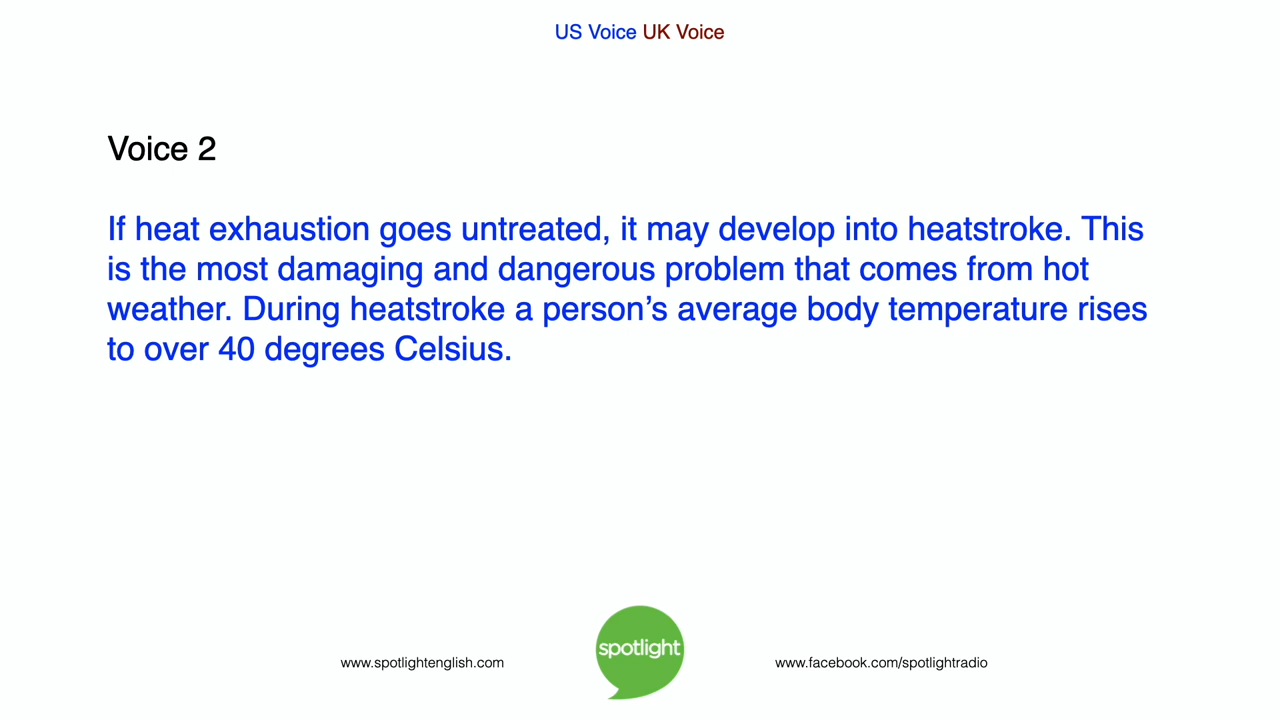 US Voice UK Voice
Voice 2
If heat exhaustion goes untreated, it may develop into heatstroke. This
is the most damaging and dangerous problem that comes from hot
weather. During heatstroke a person’s average body temperature rises
to over 40 degrees Celsius.
spotlight
www.spotlightenglish.com
www.facebook.com/spotlightradio